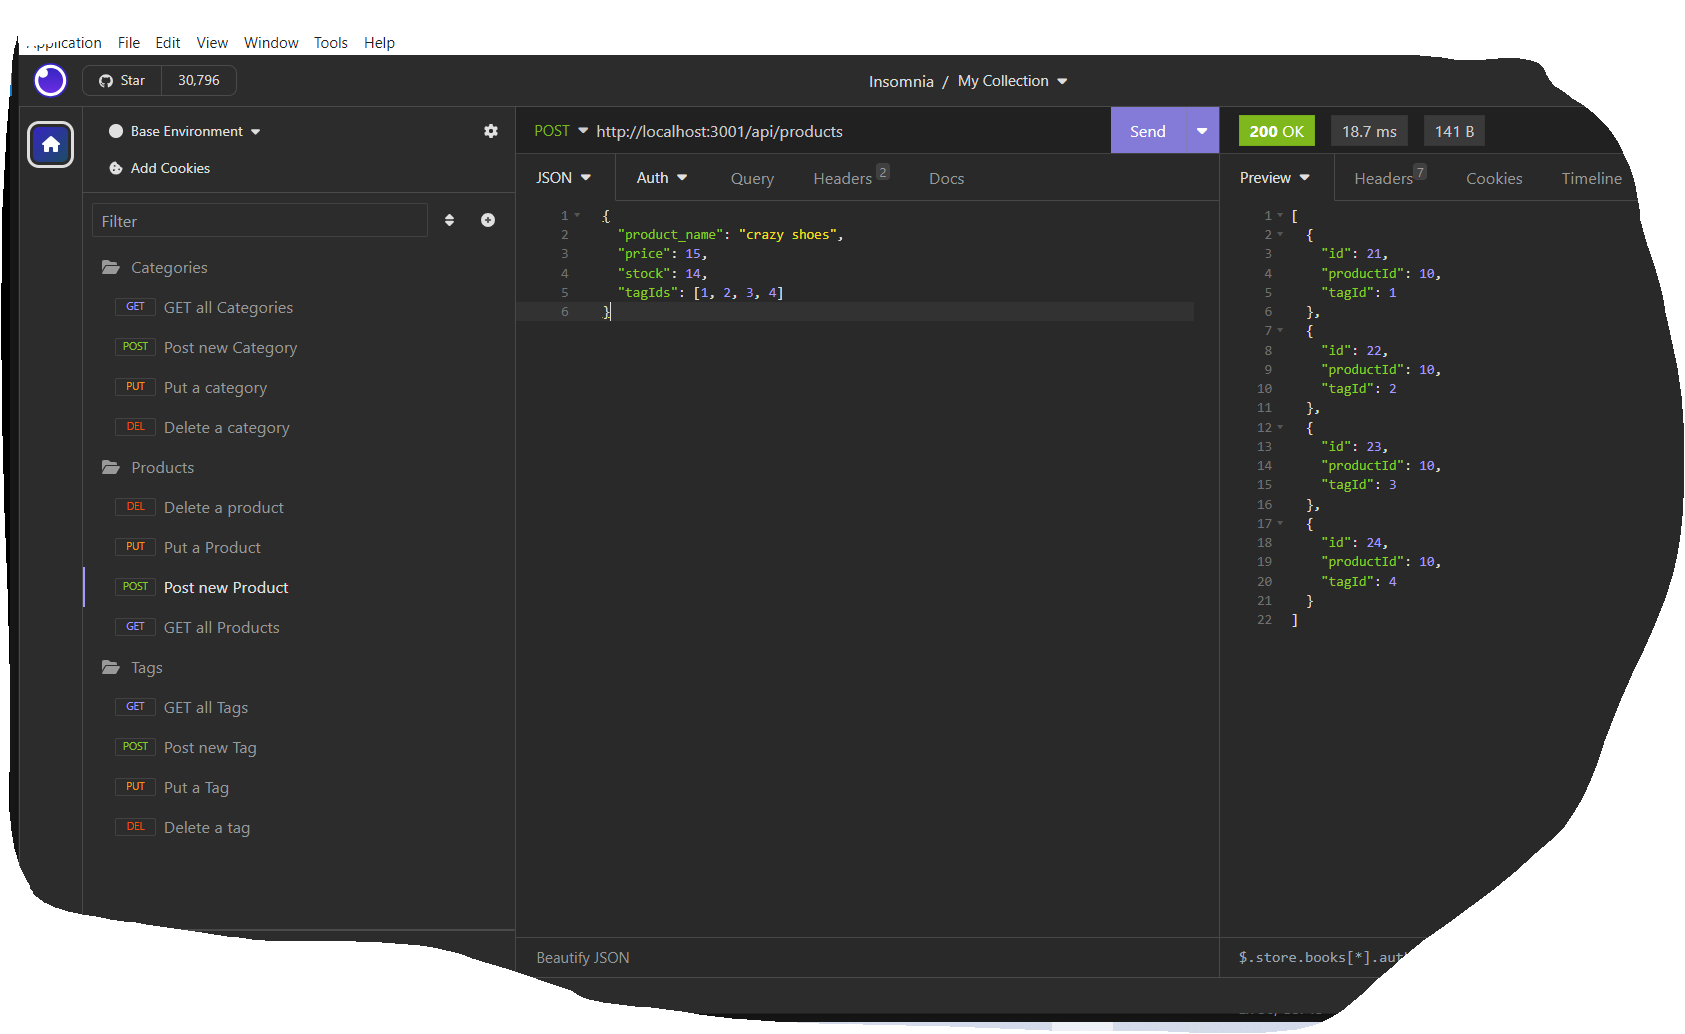 Application File Edit View Window Tools Help
Star 30,796
Insomnia / My Collection
Base Environment
Add Cookies
Filter
Categories
GET GET all Categories
POST Post new Category
PUT Put a category
DEL Delete a category
Products
DEL Delete a product
PUT Put a Product
POST Post new Product
GET GET all Products
Tags
GET GET all Tags
POST Post new Tag
PUT Put a Tag
DEL Delete a tag
POST http://localhost:3001/api/products Send
JSON Auth Query Headers 2 Docs
1 {
2 "product_name": "crazy shoes",
3 "price": 15,
4 "stock": 14,
5 "tagIds": [1, 2, 3, 4]
6 }
Beautify JSON
200 OK 18.7 ms 141 B
Preview Headers 7 Cookies Timeline
1 [
2 {
3 "id": 21,
4 "productId": 10,
5 "tagId": 1
6 },
7 {
8 "id": 22,
9 "productId": 10,
10 "tagId": 2
11 },
12 {
13 "id": 23,
14 "productId": 10,
15 "tagId": 3
16 },
17 {
18 "id": 24,
19 "productId": 10,
20 "tagId": 4
21 }
22 ]
$.store.books[*].aut